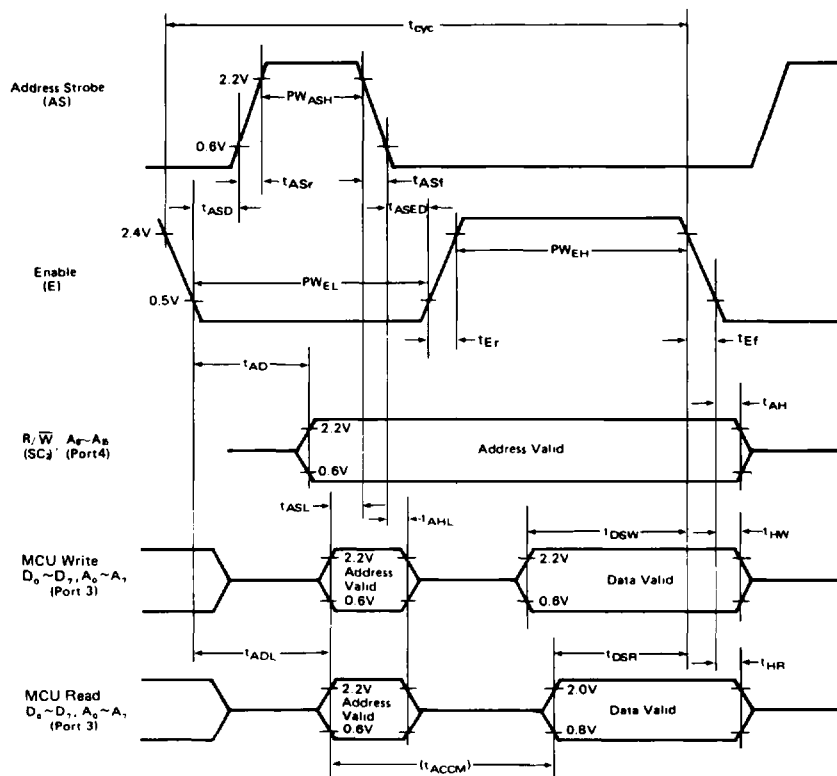 tcyc
Address Strobe
(AS)
2.2V
PW_ASH
0.6V
tASr
tASf
tASD
tASED
2.4V
Enable
(E)
PW_EH
PW_EL
0.5V
tEr
tEf
tAD
tAH
R/W̅ A₈~A₁₅
(SC₂) (Port4)
2.2V
Address Valid
0.6V
tASL
tAHL
tDSW
tHW
MCU Write
D₀~D₇, A₀~A₇
(Port 3)
2.2V
Address
Valid
0.6V
2.2V
Data Valid
0.6V
tADL
tDSR
tHR
MCU Read
D₀~D₇, A₀~A₇
(Port 3)
2.2V
Address
Valid
0.6V
2.0V
Data Valid
0.8V
(tACCM)